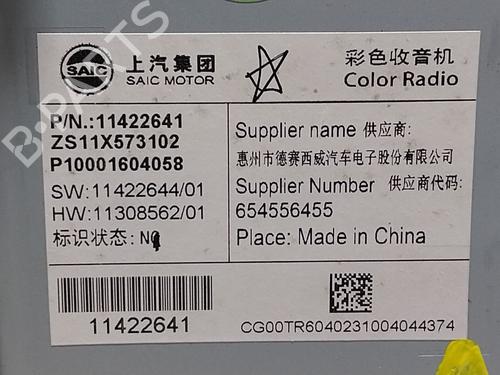 SAIC
上汽集团
SAIC MOTOR
彩色收音机
Color Radio
P/N.:11422641
ZS11X573102
P10001604058
SW:11422644/01
HW:11308562/01
标识状态:
Supplier name 供应商:
惠州市德赛西威汽车电子股份有限公司
Supplier Number 供应商代码:
654556455
Place: Made in China
11422641
CG00TR6040231004044374
B-PARTS